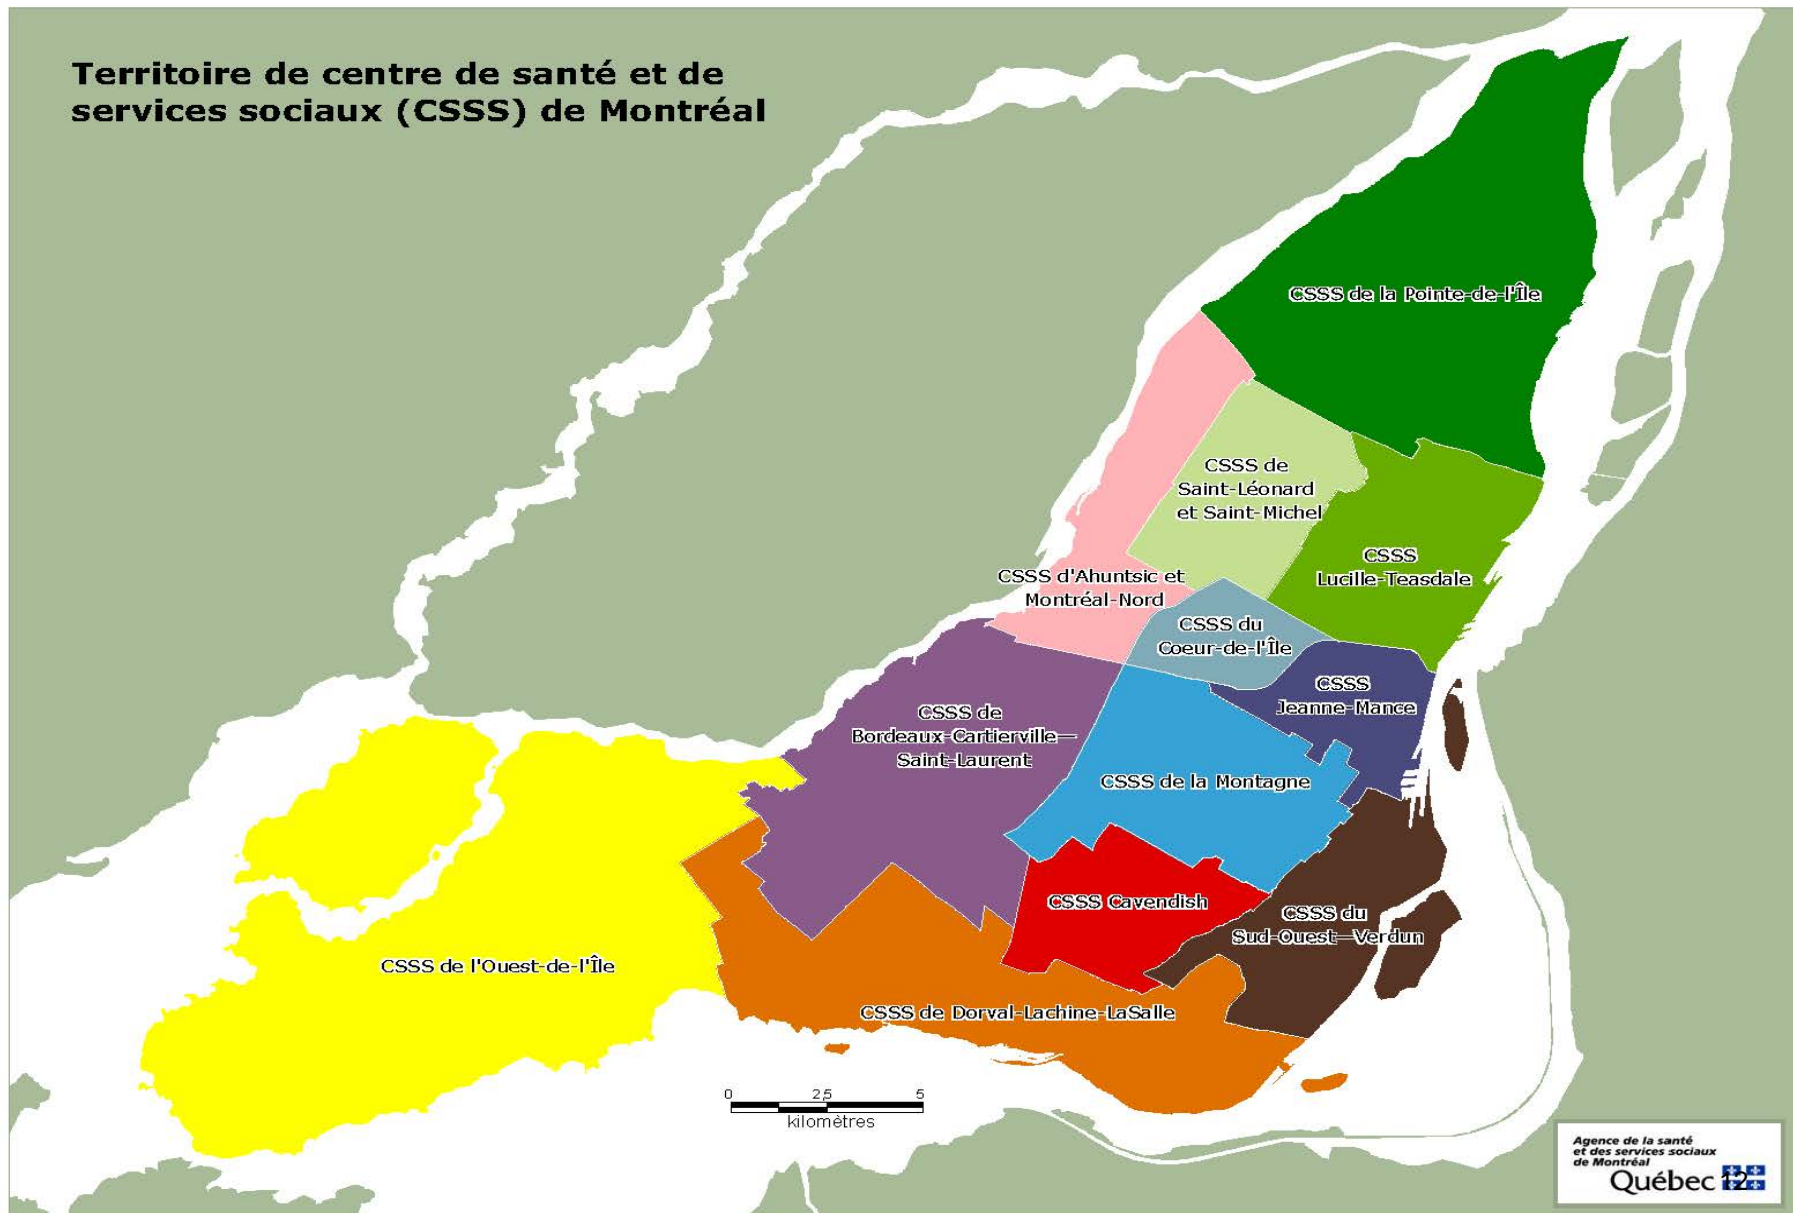 Territoire de centre de santé et de
services sociaux (CSSS) de Montréal
CSSS de la Pointe-de-l'Île
CSSS de
Saint-Léonard
et Saint-Michel
CSSS
Lucille-Teasdale
CSSS d'Ahuntsic et
Montréal-Nord
CSSS du
Coeur-de-l'Île
CSSS
Jeanne-Mance
CSSS de
Bordeaux-Cartierville—
Saint-Laurent
CSSS de la Montagne
CSSS Cavendish
CSSS du
Sud-Ouest—Verdun
CSSS de l'Ouest-de-l'Île
CSSS de Dorval-Lachine-LaSalle
0 2,5 5
kilomètres
Agence de la santé
et des services sociaux
de Montréal
Québec
12